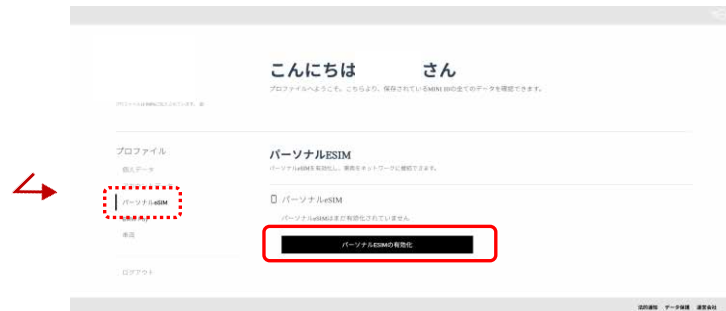 こんにちは さん
プロファイルへようこそ。こちらより、保存されているMINI IDの全てのデータを確認できます。
プロファイル
個人データ
パーソナルeSIM
車両
ログアウト
パーソナルESIM
パーソナルeSIMを有効化し、車両をネットワークに接続できます。
パーソナルeSIM
パーソナルeSIMはまだ有効化されていません
パーソナルESIMの有効化
法的通知 データ保護 運営会社